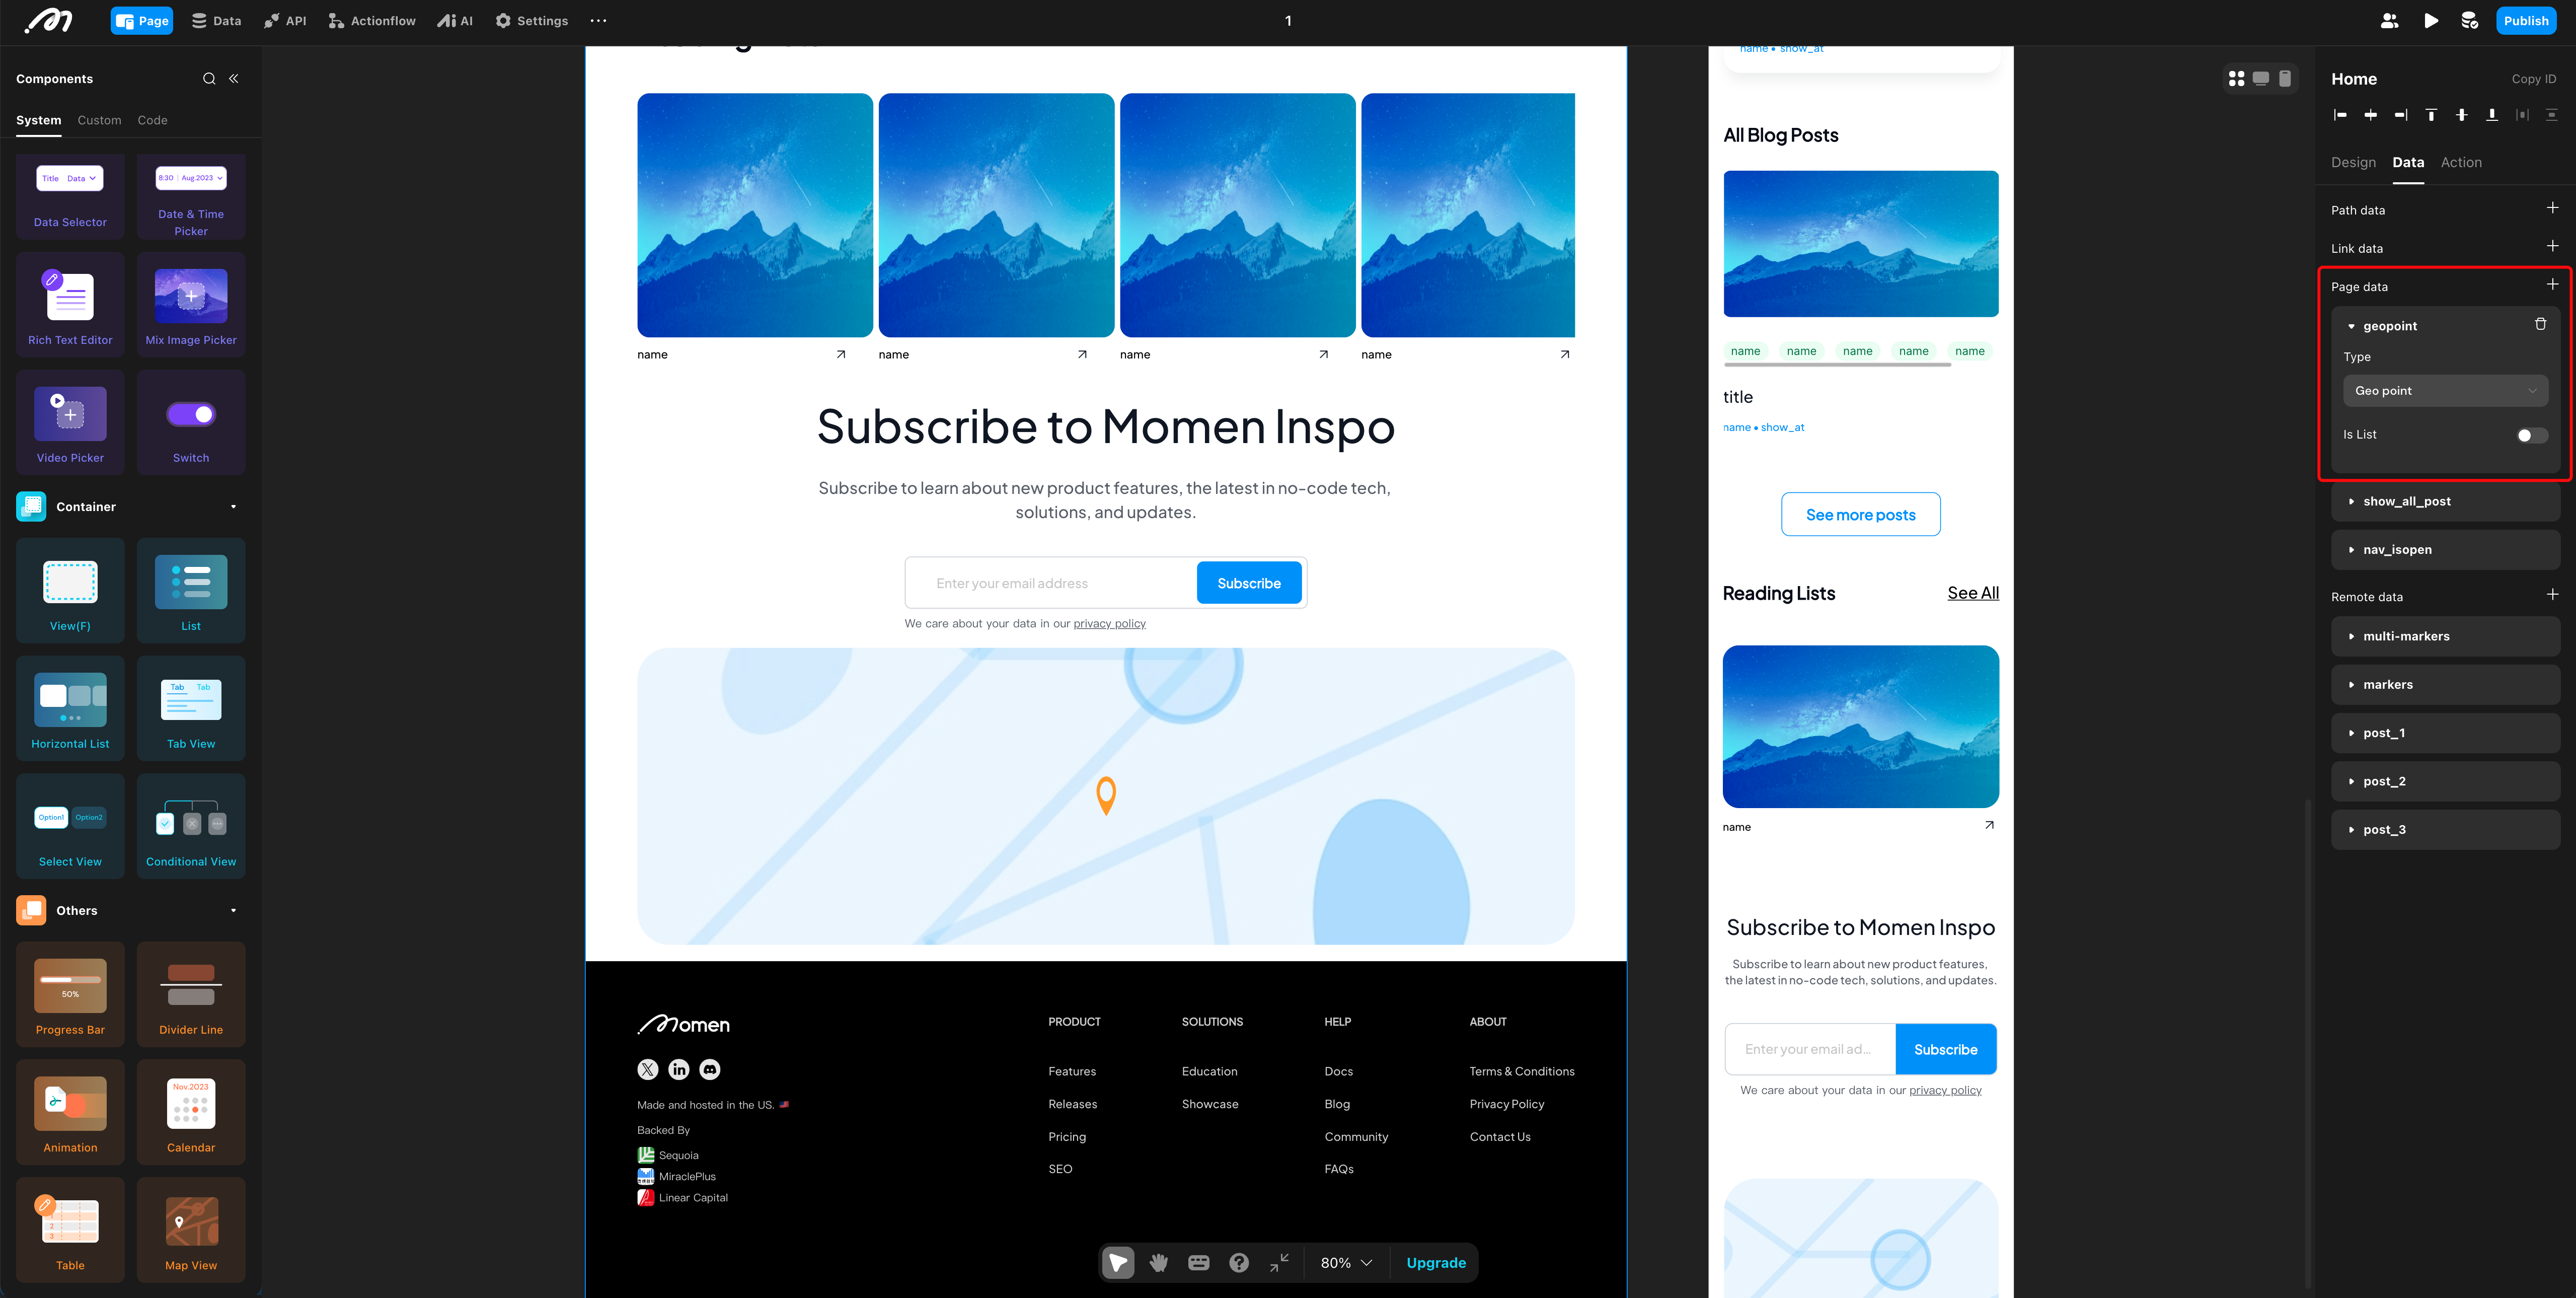 Page
Data
API
Actionflow
AI
Settings
1
Publish
Components
System
Custom
Code
Title Data
Data Selector
8:30 Aug.2023
Date & Time
Picker
Rich Text Editor
Mix Image Picker
Video Picker
Switch
Container
View(F)
List
Horizontal List
Tab Tab
Tab View
Option1 Option2
Select View
Conditional View
Others
50%
Progress Bar
Divider Line
Animation
Nov.2023
Calendar
2
3
Table
Map View
name
name
name
name
Subscribe to Momen Inspo
Subscribe to learn about new product features, the latest in no-code tech,
solutions, and updates.
Enter your email address
Subscribe
We care about your data in our privacy policy
Momen
Made and hosted in the US.
Backed By
Sequoia
MiraclePlus
Linear Capital
PRODUCT
Features
Releases
Pricing
SEO
SOLUTIONS
Education
Showcase
HELP
Docs
Blog
Community
FAQs
ABOUT
Terms & Conditions
Privacy Policy
Contact Us
80%
Upgrade
name • show_at
All Blog Posts
name name name name name
title
name • show_at
See more posts
Reading Lists
See All
name
Subscribe to Momen Inspo
Subscribe to learn about new product features,
the latest in no-code tech, solutions, and updates.
Enter your email ad...
Subscribe
We care about your data in our privacy policy
Home
Copy ID
Design
Data
Action
Path data
Link data
Page data
geopoint
Type
Geo point
Is List
show_all_post
nav_isopen
Remote data
multi-markers
markers
post_1
post_2
post_3